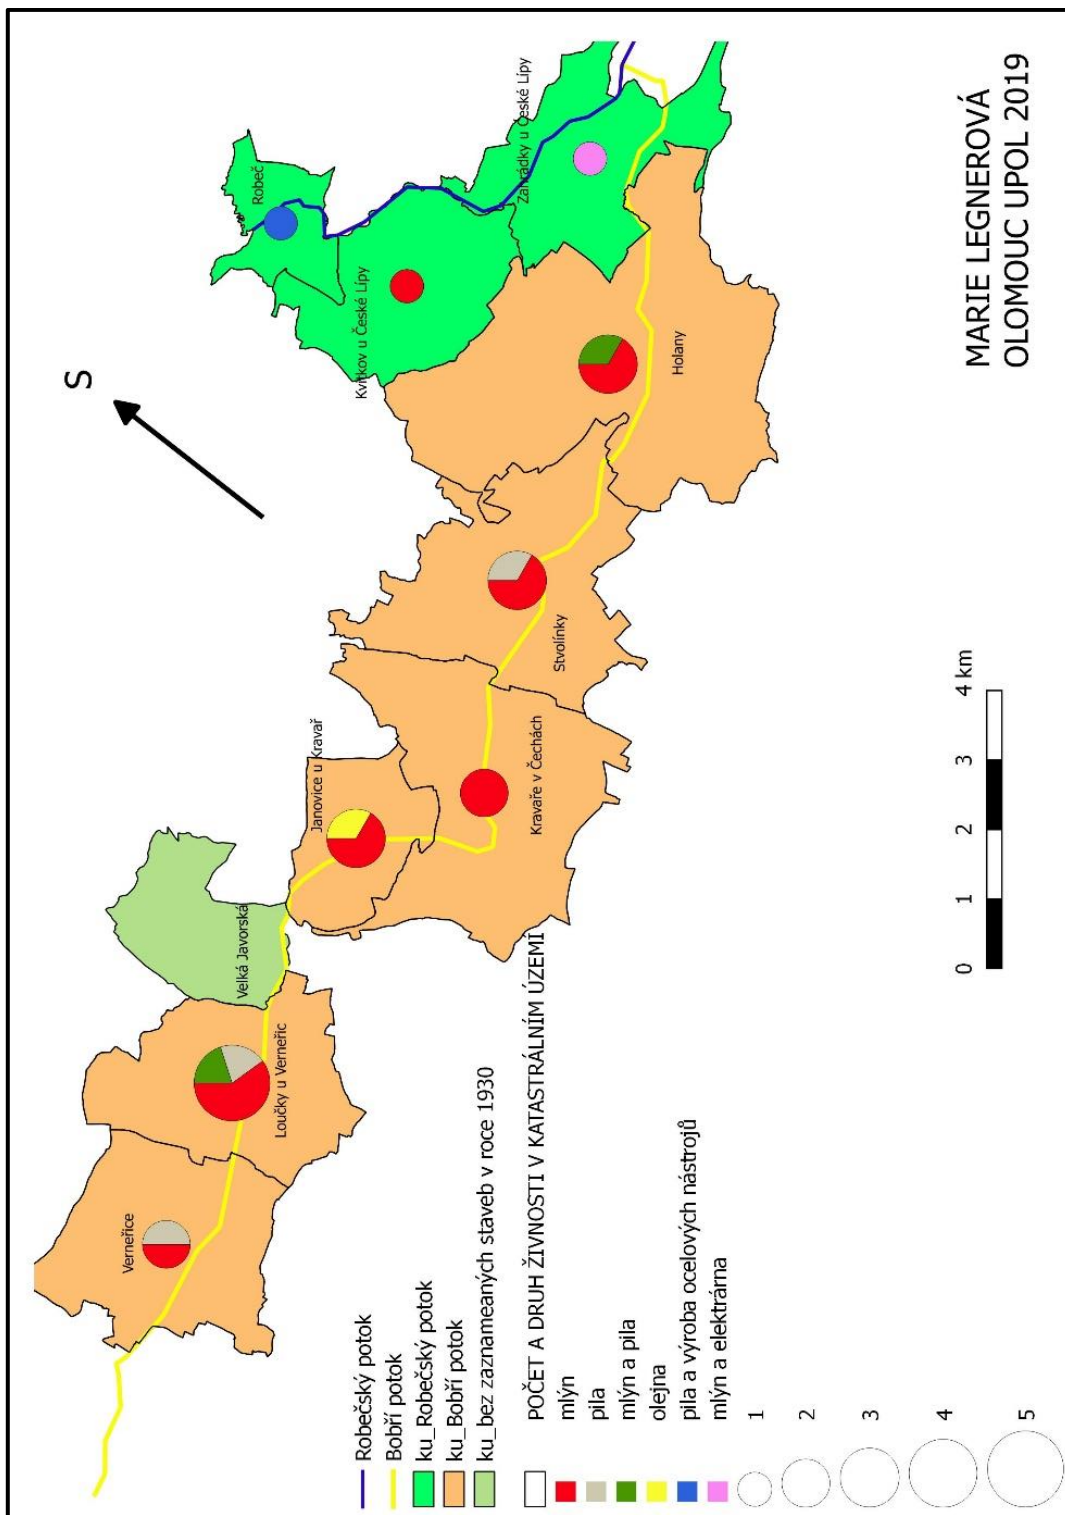 S
Robeč
Kvítkov u České Lípy
Zahrádky u České Lípy
Holany
Stvolínky
Kravaře v Čechách
Janovice u Kravař
Velká Javorská
Loučky u Verneřic
Verneřice
Robečský potok
Bobří potok
ku_Robečský potok
ku_Bobří potok
ku_bez zaznameaných staveb v roce 1930
POČET A DRUH ŽIVNOSTI V KATASTRÁLNÍM ÚZEMÍ
mlýn
pila
mlýn a pila
olejna
pila a výroba ocelových nástrojů
mlýn a elektrárna
1
2
3
4
5
0 1 2 3 4 km
MARIE LEGNEROVÁ
OLOMOUC UPOL 2019